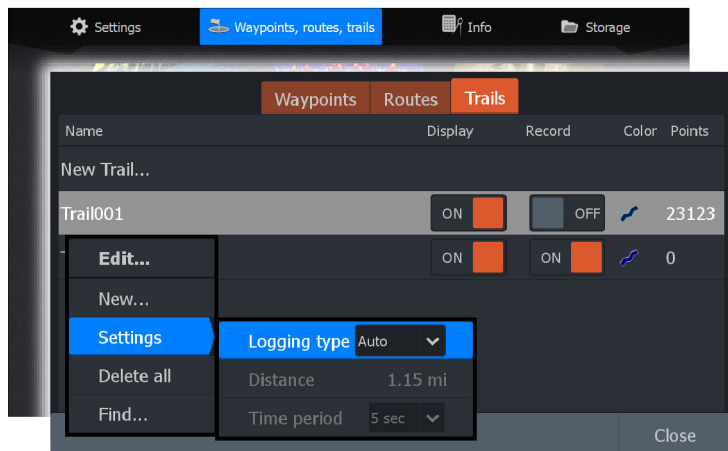 Settings
Waypoints, routes, trails
Info
Storage
Waypoints Routes Trails
Name Display Record Color Points
New Trail...
Trail001 ON OFF 23123
ON ON 0
Edit...
New...
Settings
Delete all
Find...
Logging type Auto
Distance 1.15 mi
Time period 5 sec
Close